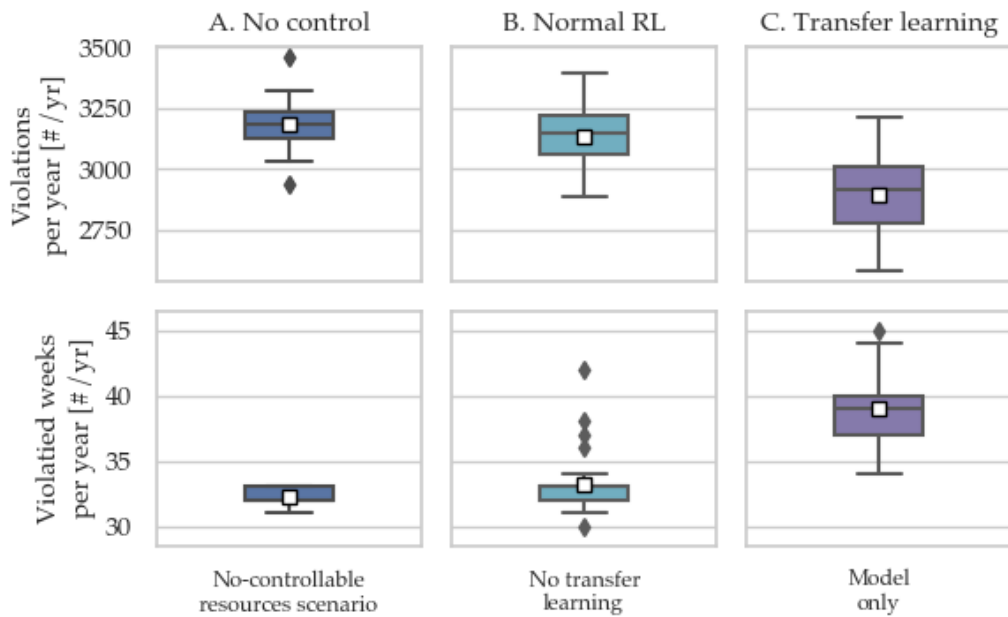 A. No control
B. Normal RL
C. Transfer learning
Violations
per year [#/yr]
3500
3250
3000
2750
Violatied weeks
per year [#/yr]
45
40
35
30
No-controllable
resources scenario
No transfer
learning
Model
only